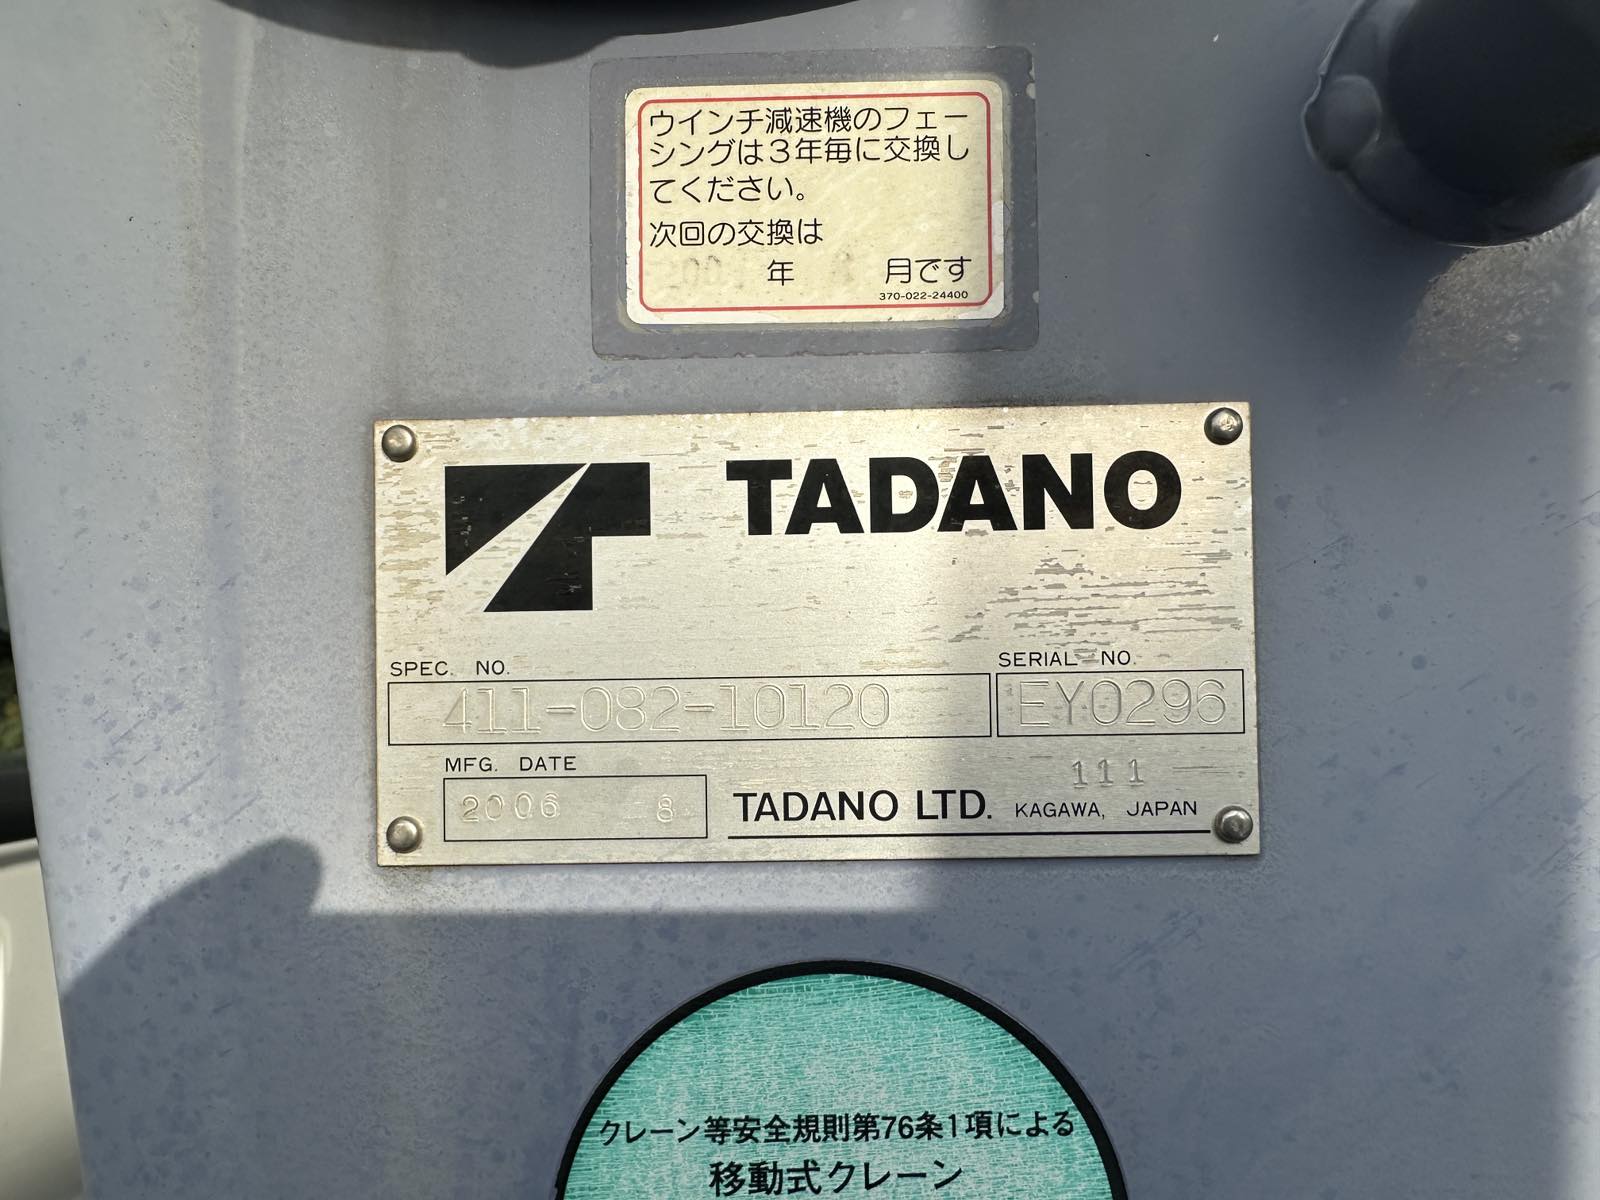 ウインチ減速機のフェー
シングは3年毎に交換し
てください。
次回の交換は
年 月です
370-022-24400
TADANO
SPEC. NO.
SERIAL NO.
411-082-10120
EY0296
MFG. DATE
111
2006 8
TADANO LTD. KAGAWA, JAPAN
クレーン等安全規則第76条1項による
移動式クレーン